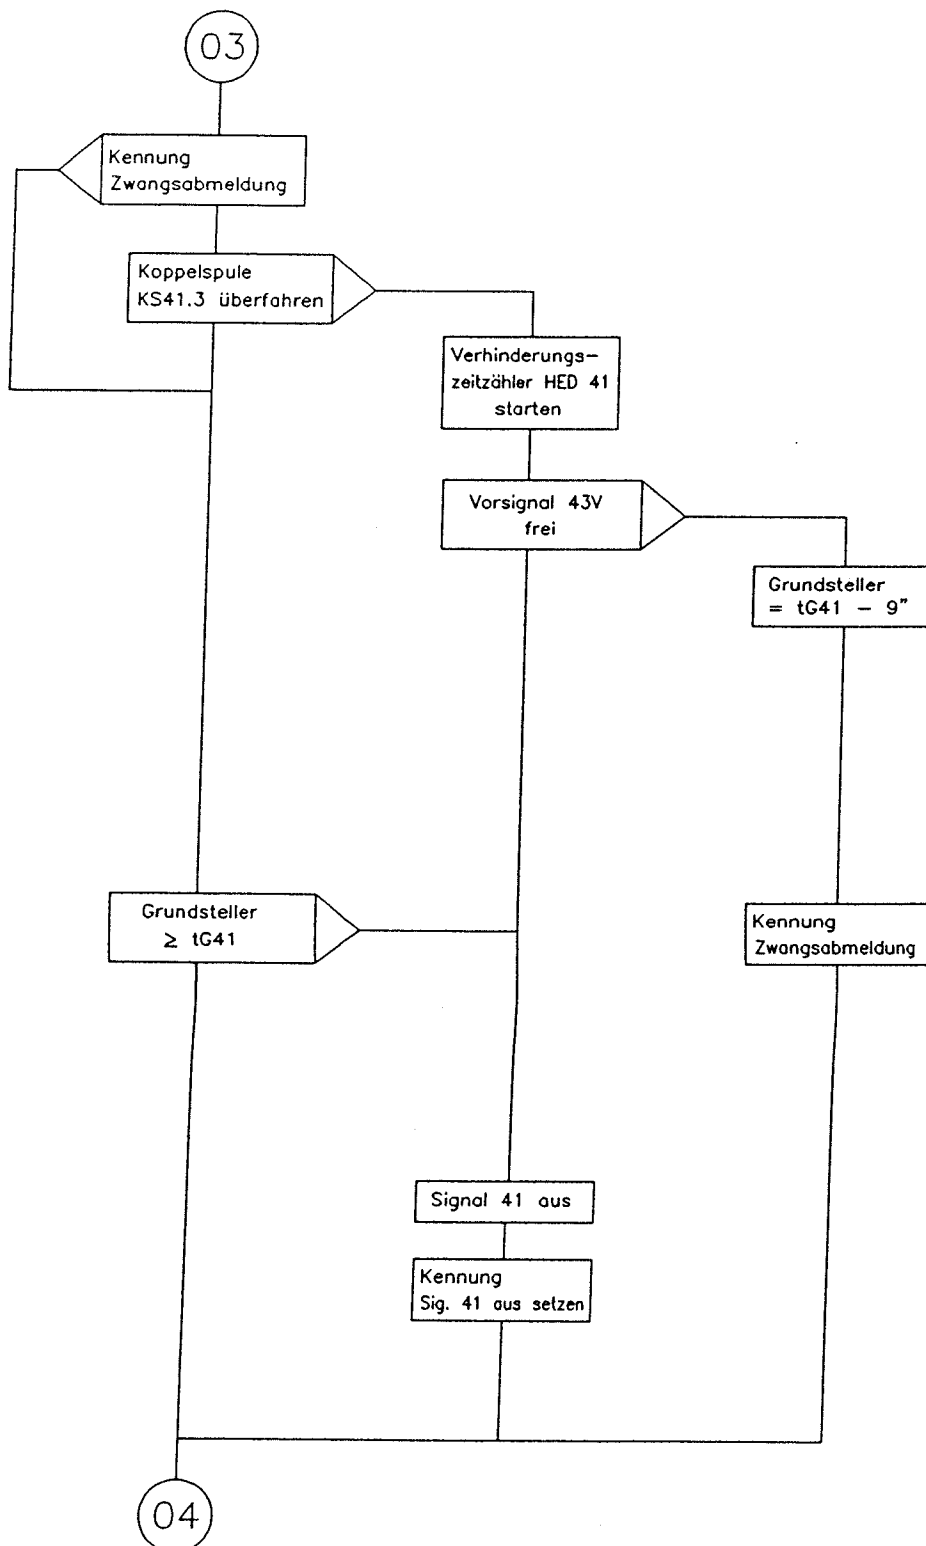 03
Kennung
Zwangsabmeldung
Koppelspule
KS41.3 überfahren
Verhinderungs-
zeitzähler HED 41
starten
Vorsignal 43V
frei
Grundsteller
= tG41 - 9"
Grundsteller
≥ tG41
Kennung
Zwangsabmeldung
Signal 41 aus
Kennung
Sig. 41 aus setzen
04